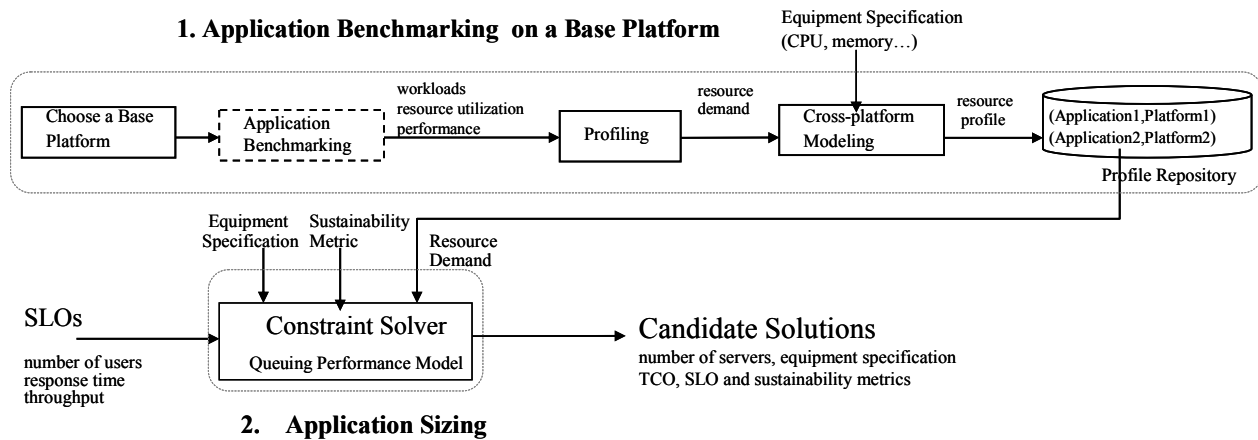 1. Application Benchmarking on a Base Platform
Equipment Specification
(CPU, memory…)
Choose a Base
Platform
Application
Benchmarking
workloads
resource utilization
performance
Profiling
resource
demand
Cross-platform
Modeling
resource
profile
(Application1,Platform1)
(Application2,Platform2)
Profile Repository
Equipment
Specification
Sustainability
Metric
Resource
Demand
SLOs
number of users
response time
throughput
Constraint Solver
Queuing Performance Model
Candidate Solutions
number of servers, equipment specification
TCO, SLO and sustainability metrics
2. Application Sizing